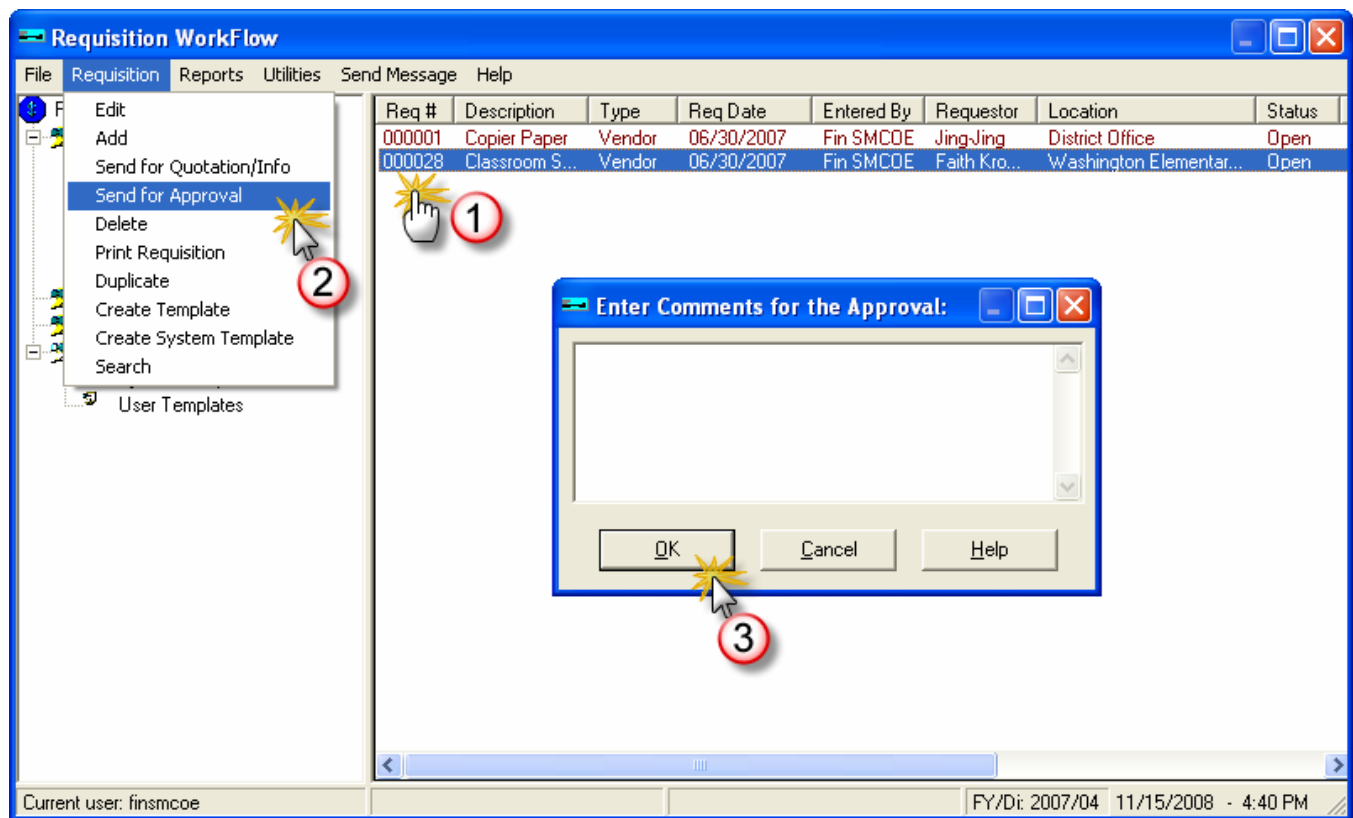 Requisition WorkFlow
File Requisition Reports Utilities Send Message Help
Edit
Add
Send for Quotation/Info
Send for Approval
Delete
Print Requisition
Duplicate
Create Template
Create System Template
Search
User Templates
Req # Description Type Req Date Entered By Requestor Location Status
000001 Copier Paper Vendor 06/30/2007 Fin SMCOE Jing-Jing District Office Open
000028 Classroom S... Vendor 06/30/2007 Fin SMCOE Faith Kro... Washington Elementar... Open
1
2
Enter Comments for the Approval:
OK Cancel Help
3
Current user: finsmcoe FY/Di: 2007/04 11/15/2008 - 4:40 PM